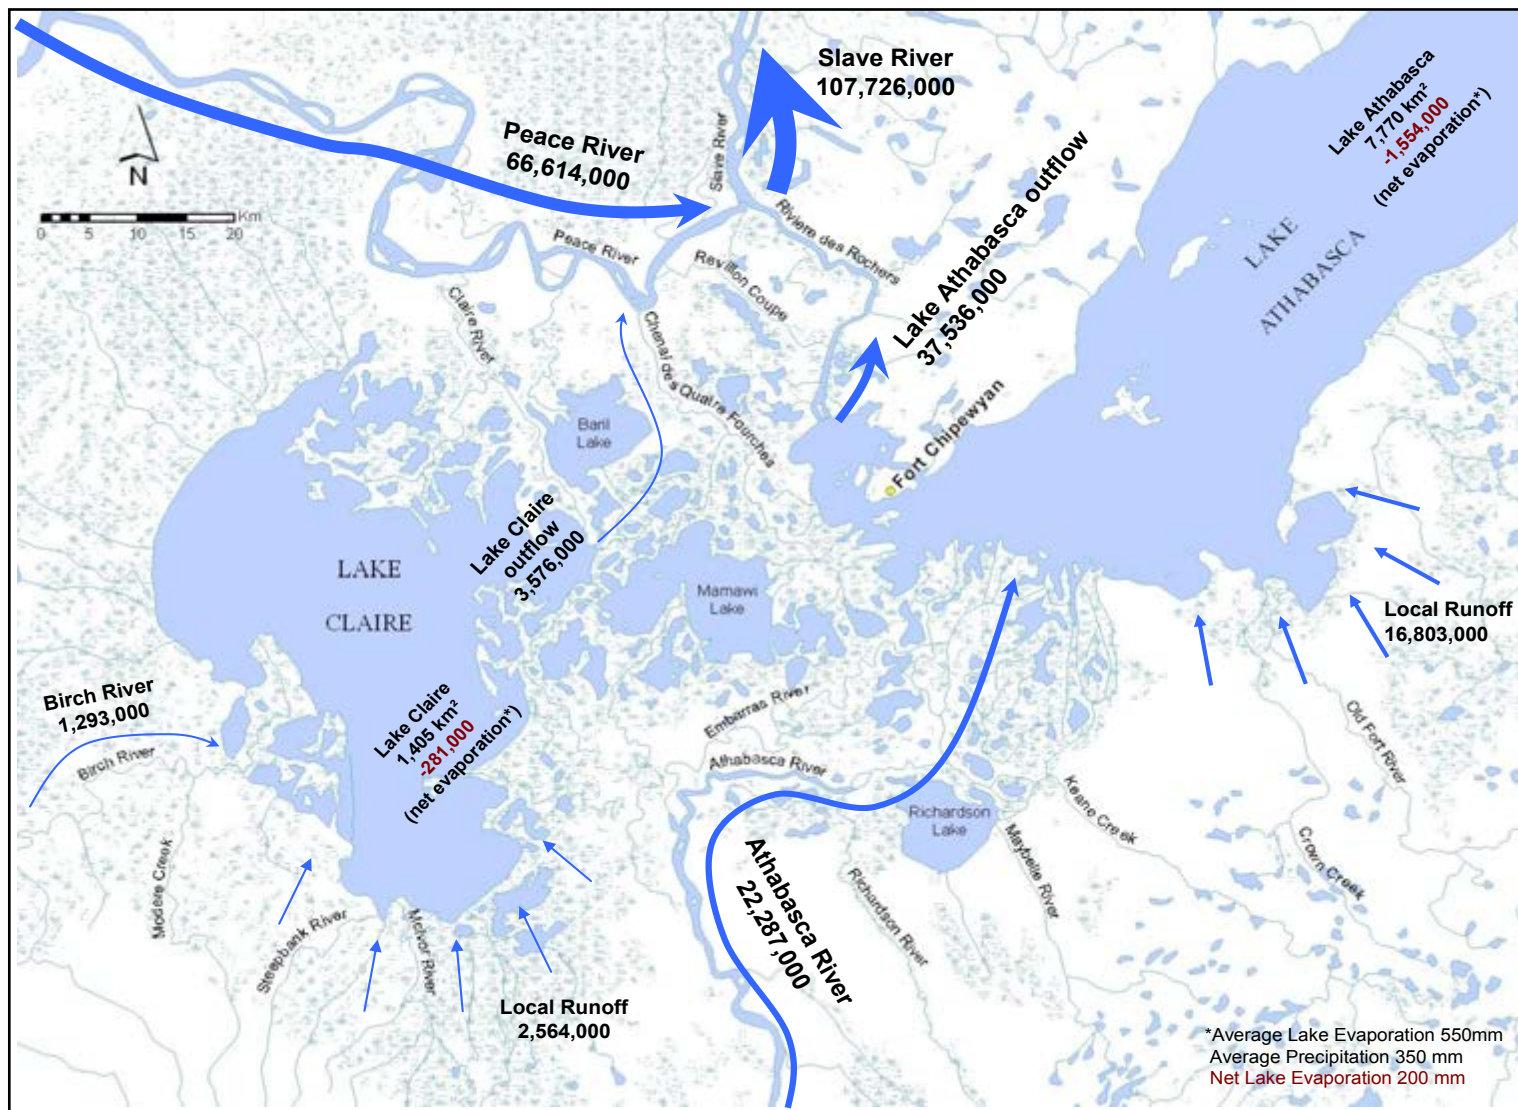 Slave River
107,726,000
Lake Athabasca
7,770 km²
-1,554,000
(net evaporation*)
Peace River
66,614,000
Slave River
N
Km
0 5 10 15 20
Peace River
Riviere des Rochers
Revillon Coupe
Lake Athabasca outflow
37,536,000
LAKE
ATHABASCA
Claire River
Chenal des Quatre Fourches
Baril
Lake
Fort Chipewyan
Lake Claire
outflow
3,576,000
LAKE
CLAIRE
Mamawi
Lake
Local Runoff
16,803,000
Birch River
1,293,000
Birch River
Lake Claire
1,405 km²
-281,000
(net evaporation*)
Embarras River
Athabasca River
Old Fort River
Richardson
Lake
Keane Creek
Maybelle River
Crown Creek
Modere Creek
Steepbank River
McIvor River
Athabasca River
22,287,000
Richardson River
Local Runoff
2,564,000
*Average Lake Evaporation 550mm
Average Precipitation 350 mm
Net Lake Evaporation 200 mm